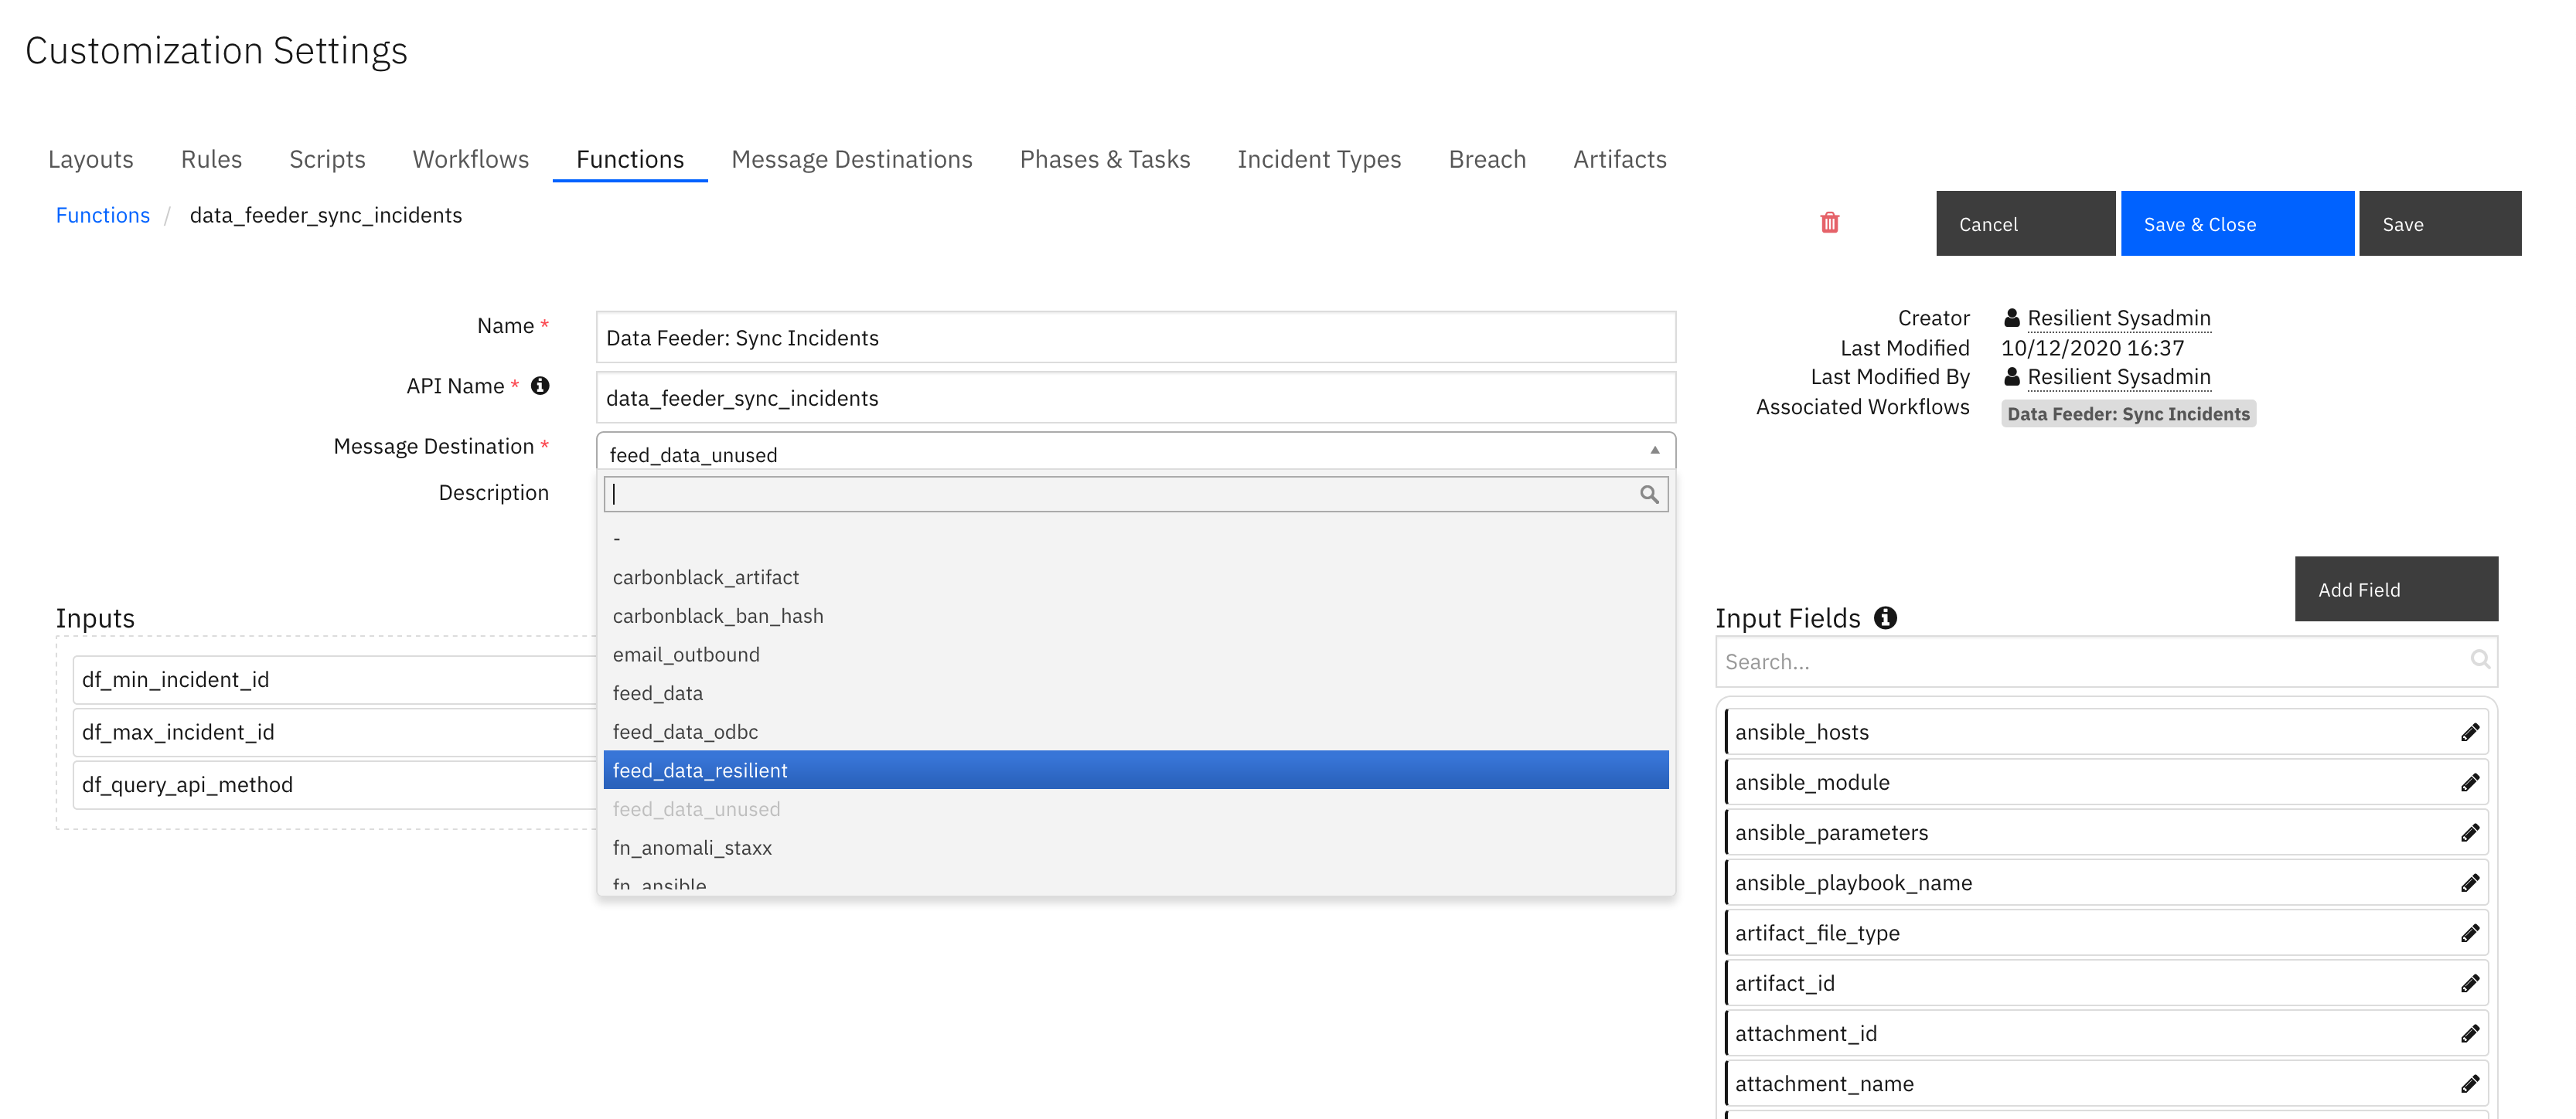 Customization Settings
Layouts Rules Scripts Workflows Functions Message Destinations Phases & Tasks Incident Types Breach Artifacts
Functions / data_feeder_sync_incidents
Cancel Save & Close Save
Name * Data Feeder: Sync Incidents
API Name * data_feeder_sync_incidents
Message Destination * feed_data_unused
Description
-
carbonblack_artifact
carbonblack_ban_hash
email_outbound
feed_data
feed_data_odbc
feed_data_resilient
feed_data_unused
fn_anomali_staxx
fn_ansible
Creator Resilient Sysadmin
Last Modified 10/12/2020 16:37
Last Modified By Resilient Sysadmin
Associated Workflows Data Feeder: Sync Incidents
Inputs
df_min_incident_id
df_max_incident_id
df_query_api_method
Add Field
Input Fields
Search...
ansible_hosts
ansible_module
ansible_parameters
ansible_playbook_name
artifact_file_type
artifact_id
attachment_id
attachment_name